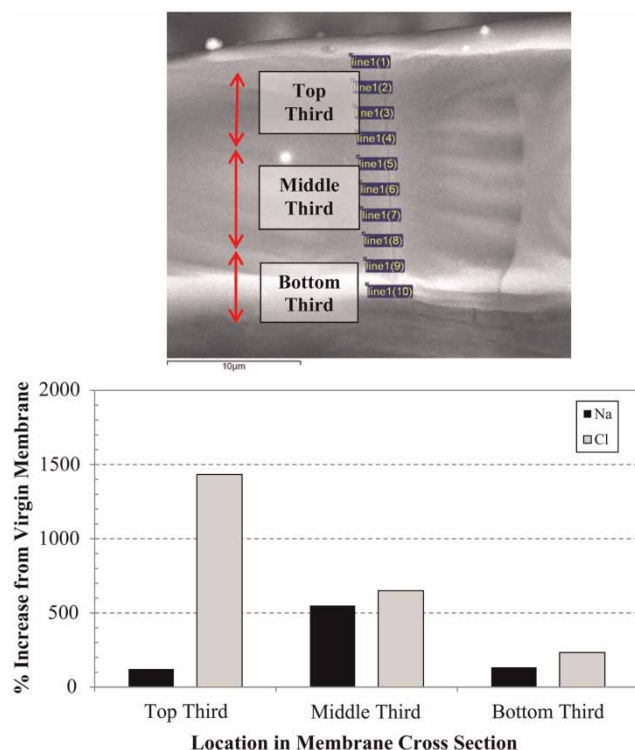 line1(1)
line1(2)
line1(3)
line1(4)
line1(5)
line1(6)
line1(7)
line1(8)
line1(9)
line1(10)
Top
Third
Middle
Third
Bottom
Third
10µm
% Increase from Virgin Membrane
2000
1500
1000
500
0
Na
Cl
Top Third Middle Third Bottom Third
Location in Membrane Cross Section